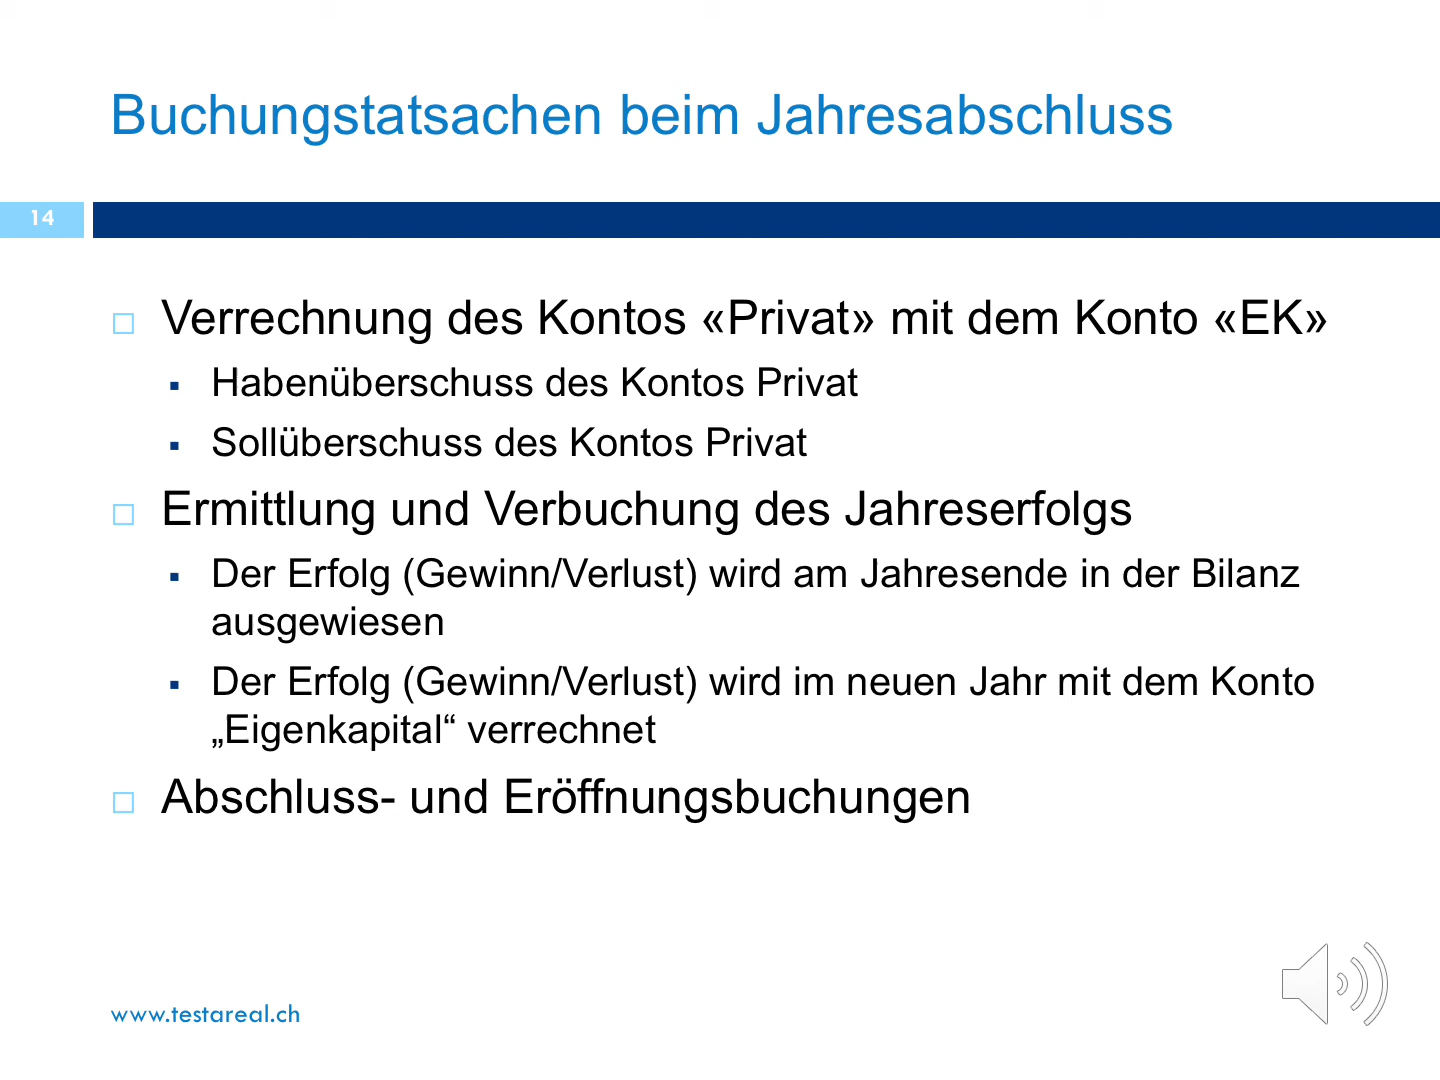 Buchungstatsachen beim Jahresabschluss
14
Verrechnung des Kontos «Privat» mit dem Konto «EK»
Habenüberschuss des Kontos Privat
Sollüberschuss des Kontos Privat
Ermittlung und Verbuchung des Jahreserfolgs
Der Erfolg (Gewinn/Verlust) wird am Jahresende in der Bilanz
ausgewiesen
Der Erfolg (Gewinn/Verlust) wird im neuen Jahr mit dem Konto
„Eigenkapital“ verrechnet
Abschluss- und Eröffnungsbuchungen
www.testareal.ch